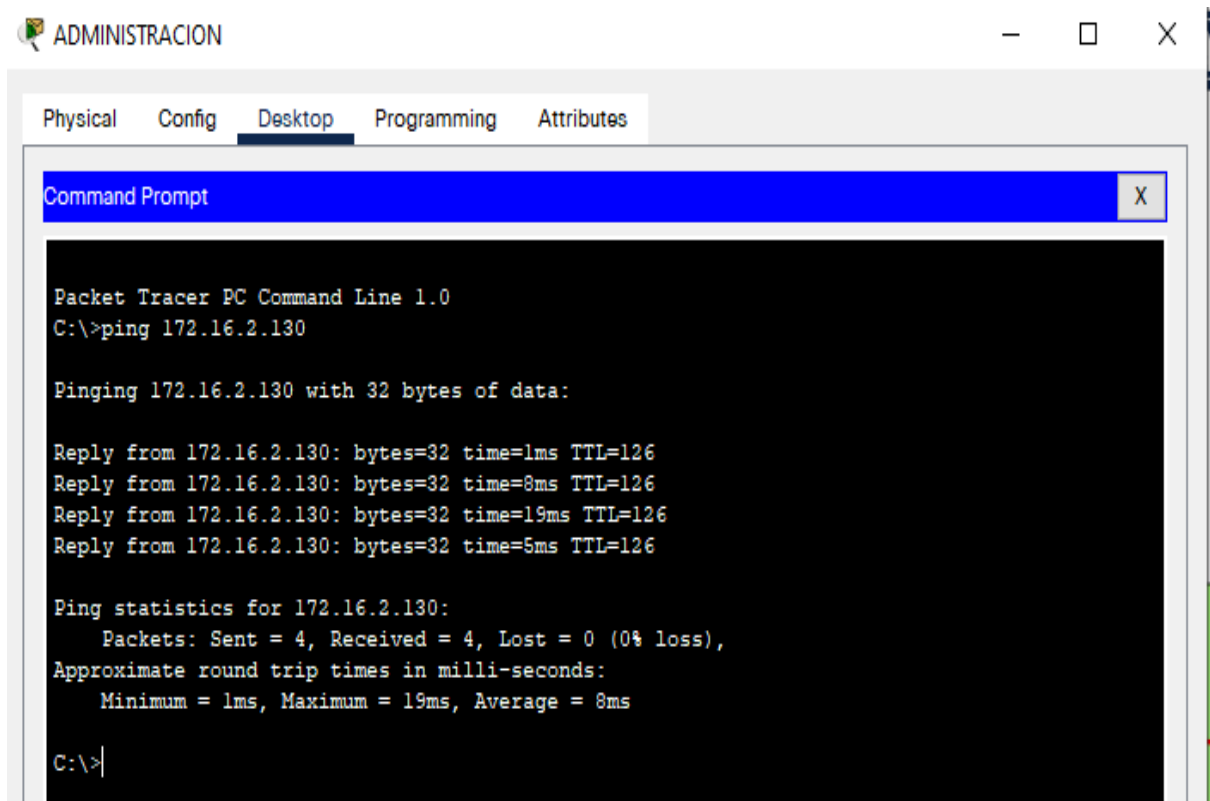 ADMINISTRACION
Physical Config Desktop Programming Attributes
Command Prompt
X
Packet Tracer PC Command Line 1.0
C:\>ping 172.16.2.130
Pinging 172.16.2.130 with 32 bytes of data:
Reply from 172.16.2.130: bytes=32 time=1ms TTL=126
Reply from 172.16.2.130: bytes=32 time=8ms TTL=126
Reply from 172.16.2.130: bytes=32 time=19ms TTL=126
Reply from 172.16.2.130: bytes=32 time=5ms TTL=126
Ping statistics for 172.16.2.130:
Packets: Sent = 4, Received = 4, Lost = 0 (0% loss),
Approximate round trip times in milli-seconds:
Minimum = 1ms, Maximum = 19ms, Average = 8ms
C:\>